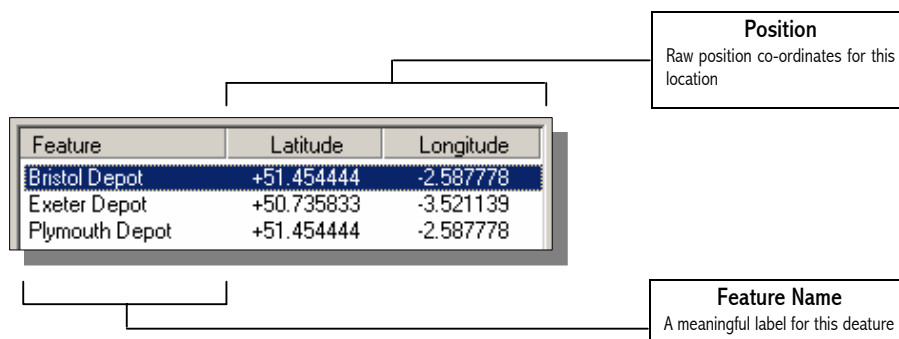 Position
Raw position co-ordinates for this
location
Feature Latitude Longitude
Bristol Depot +51.454444 -2.587778
Exeter Depot +50.735833 -3.521139
Plymouth Depot +51.454444 -2.587778
Feature Name
A meaningful label for this deature